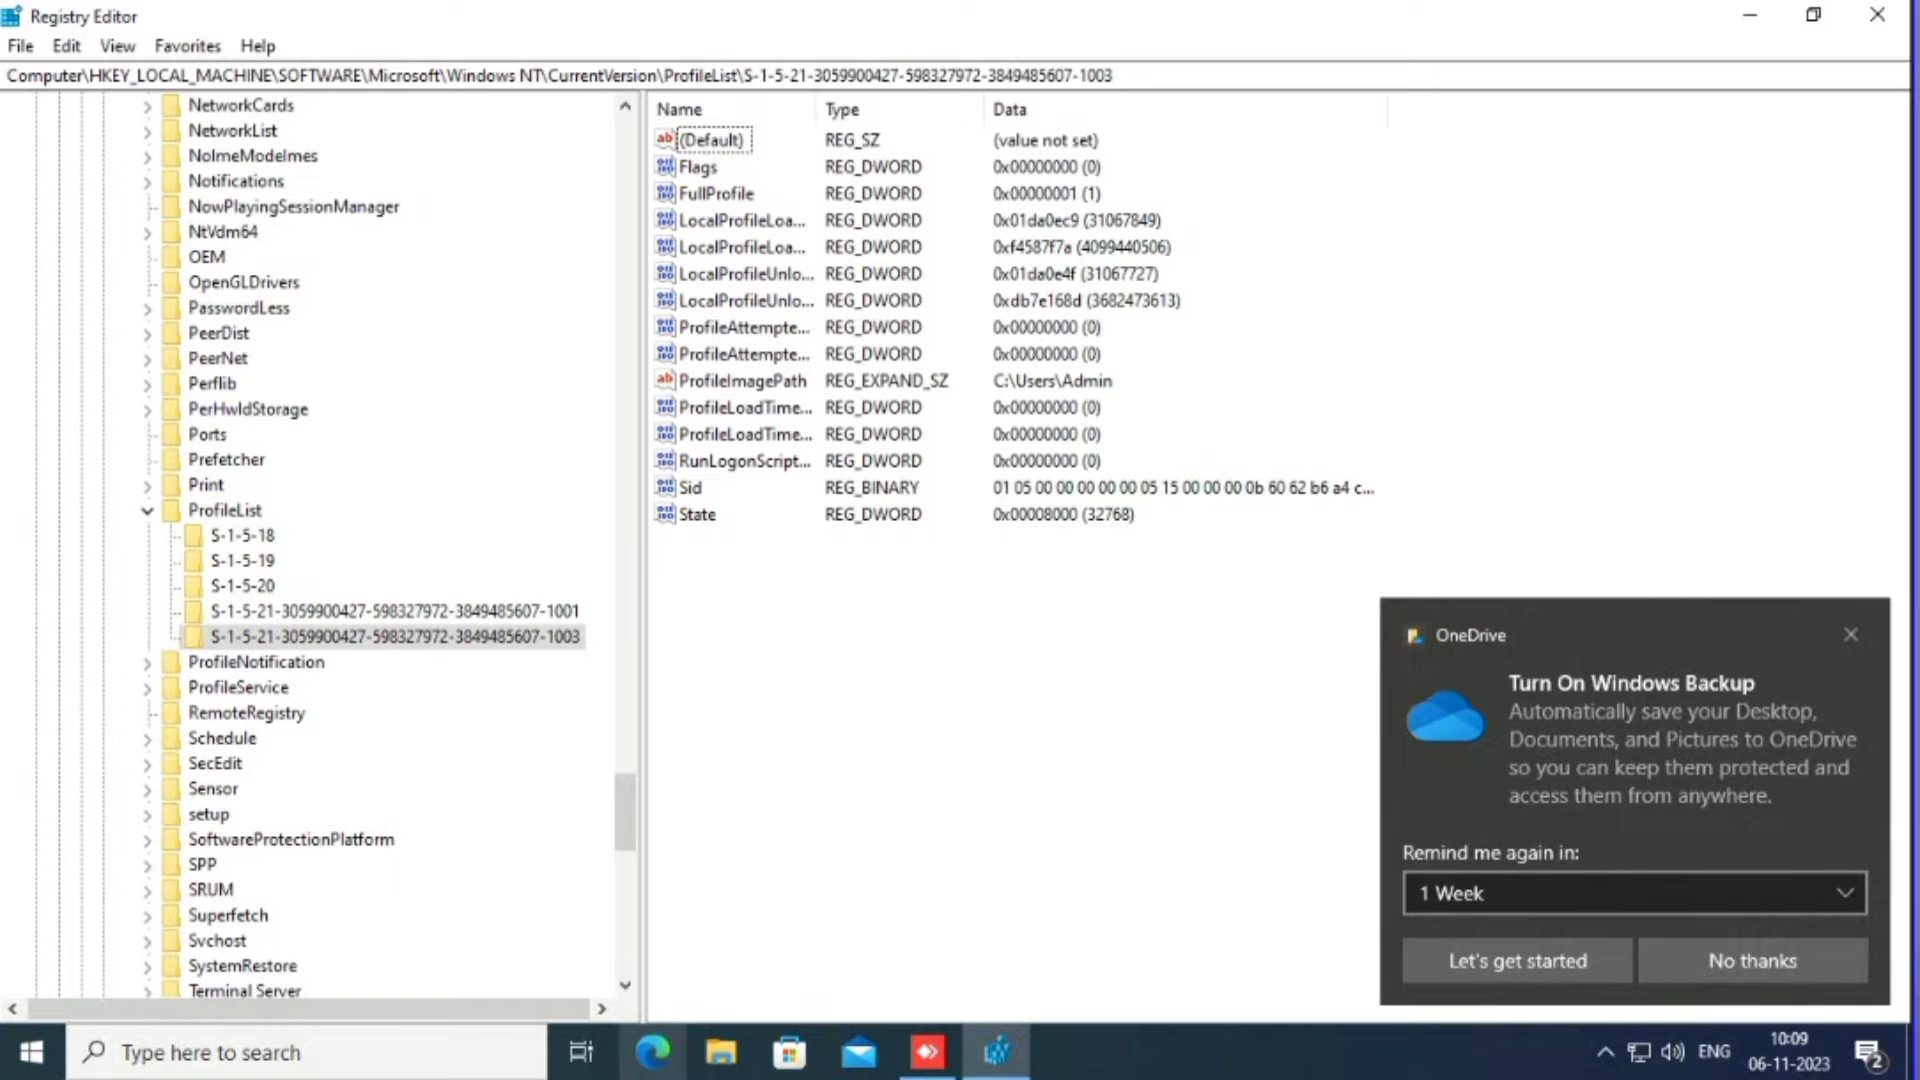 Registry Editor
File Edit View Favorites Help
Computer\HKEY_LOCAL_MACHINE\SOFTWARE\Microsoft\Windows NT\CurrentVersion\ProfileList\S-1-5-21-3059900427-598327972-3849485607-1003
NetworkCards
NetworkList
NoImeModeImes
Notifications
NowPlayingSessionManager
NtVdm64
OEM
OpenGLDrivers
PasswordLess
PeerDist
PeerNet
Perflib
PerHwIdStorage
Ports
Prefetcher
Print
ProfileList
S-1-5-18
S-1-5-19
S-1-5-20
S-1-5-21-3059900427-598327972-3849485607-1001
S-1-5-21-3059900427-598327972-3849485607-1003
ProfileNotification
ProfileService
RemoteRegistry
Schedule
SecEdit
Sensor
setup
SoftwareProtectionPlatform
SPP
SRUM
Superfetch
Svchost
SystemRestore
Terminal Server
Name Type Data
(Default) REG_SZ (value not set)
Flags REG_DWORD 0x00000000 (0)
FullProfile REG_DWORD 0x00000001 (1)
LocalProfileLoa... REG_DWORD 0x01da0ec9 (31067849)
LocalProfileLoa... REG_DWORD 0xf4587f7a (4099440506)
LocalProfileUnlo... REG_DWORD 0x01da0e4f (31067727)
LocalProfileUnlo... REG_DWORD 0xdb7e168d (3682473613)
ProfileAttempte... REG_DWORD 0x00000000 (0)
ProfileAttempte... REG_DWORD 0x00000000 (0)
ProfileImagePath REG_EXPAND_SZ C:\Users\Admin
ProfileLoadTime... REG_DWORD 0x00000000 (0)
ProfileLoadTime... REG_DWORD 0x00000000 (0)
RunLogonScript... REG_DWORD 0x00000000 (0)
Sid REG_BINARY 01 05 00 00 00 00 00 05 15 00 00 00 0b 60 62 b6 a4 c...
State REG_DWORD 0x00008000 (32768)
OneDrive
Turn On Windows Backup
Automatically save your Desktop,
Documents, and Pictures to OneDrive
so you can keep them protected and
access them from anywhere.
Remind me again in:
1 Week
Let's get started No thanks
Type here to search
ENG
10:09
06-11-2023
2